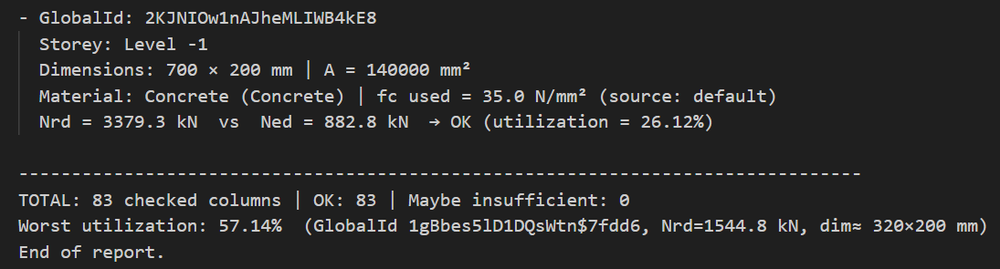 - GlobalId: 2KJNIOw1nAJheMLIWB4kE8
Storey: Level -1
Dimensions: 700 × 200 mm | A = 140000 mm²
Material: Concrete (Concrete) | fc used = 35.0 N/mm² (source: default)
Nrd = 3379.3 kN  vs  Ned = 882.8 kN  → OK (utilization = 26.12%)
--------------------------------------------------------------------------------
TOTAL: 83 checked columns | OK: 83 | Maybe insufficient: 0
Worst utilization: 57.14%  (GlobalId 1gBbes5lD1DQsWtn$7fdd6, Nrd=1544.8 kN, dim≈ 320×200 mm)
End of report.